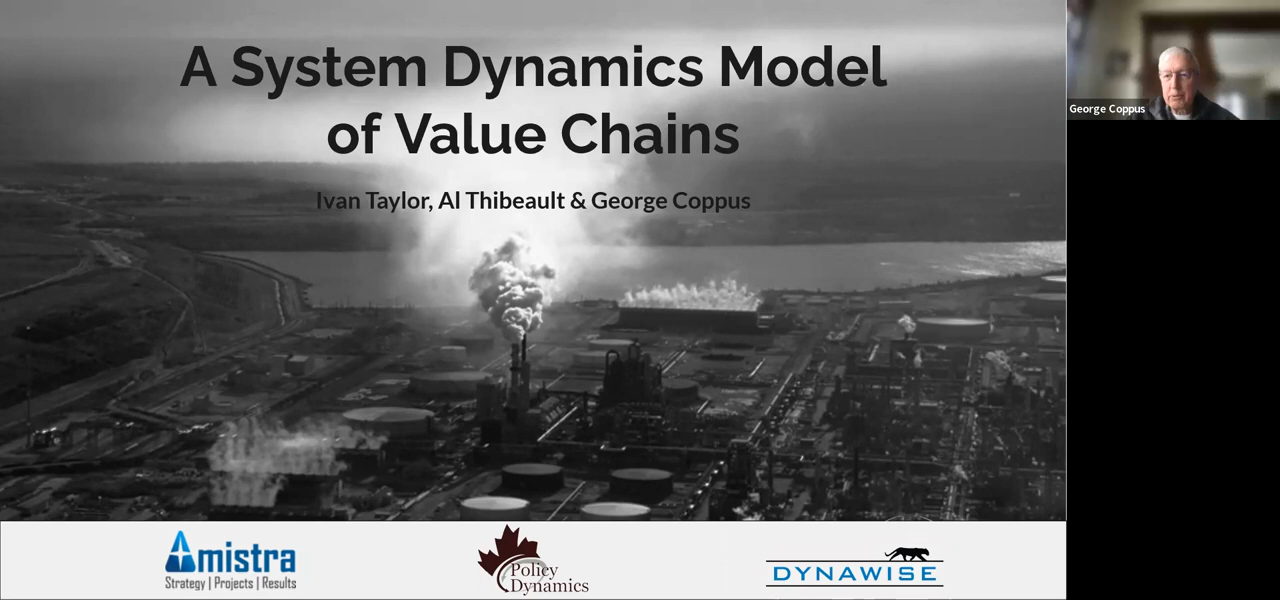 A System Dynamics Model
of Value Chains
Ivan Taylor, Al Thibeault & George Coppus
George Coppus
Amistra
Strategy | Projects | Results
Policy
Dynamics
DYNAWISE